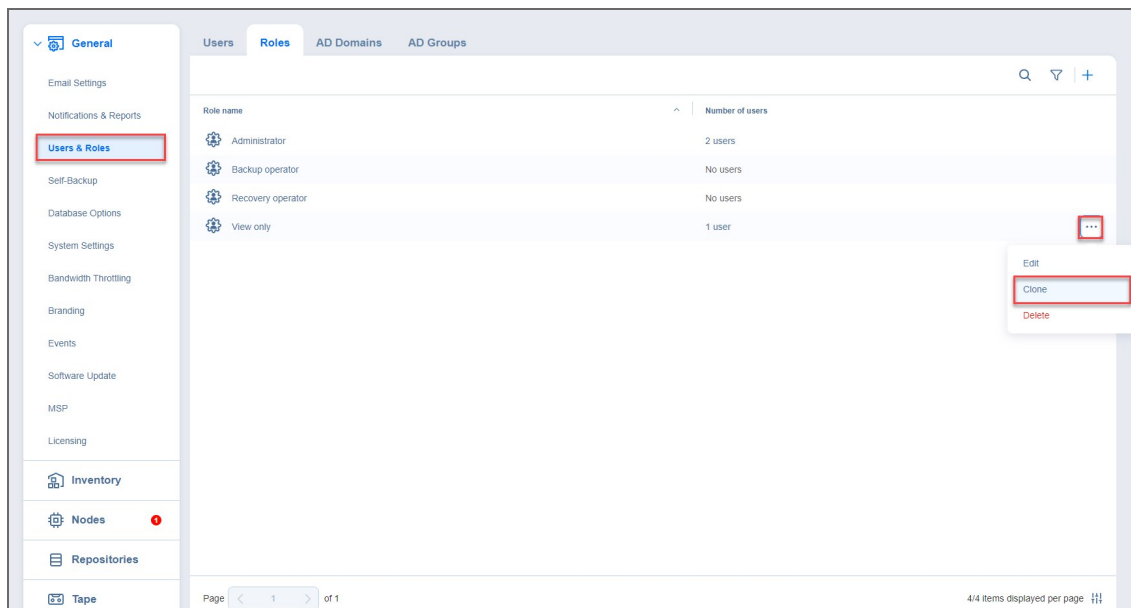 General
Email Settings
Notifications & Reports
Users & Roles
Self-Backup
Database Options
System Settings
Bandwidth Throttling
Branding
Events
Software Update
MSP
Licensing
Inventory
Nodes 1
Repositories
Tape
Users Roles AD Domains AD Groups
Role name Number of users
Administrator 2 users
Backup operator No users
Recovery operator No users
View only 1 user ...
Edit
Clone
Delete
Page < 1 > of 1 4/4 items displayed per page